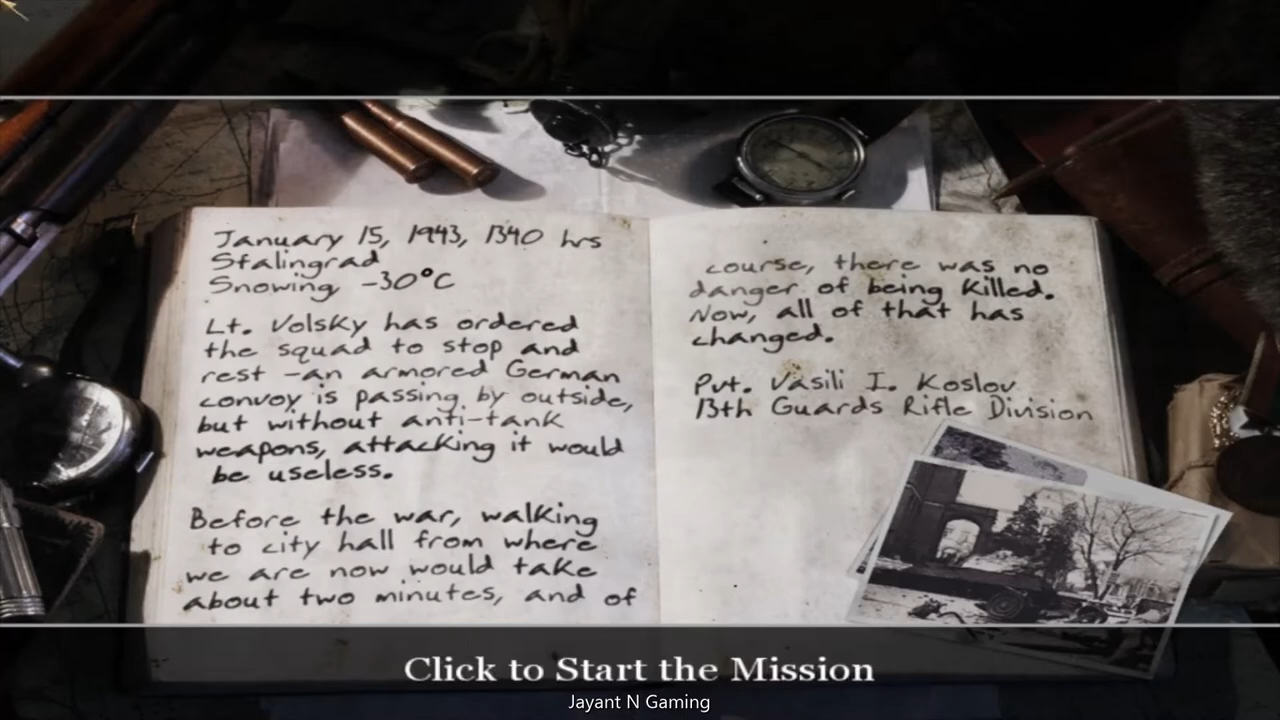 January 15, 1943, 1340 hrs
Stalingrad
Snowing -30°C
Lt. Volsky has ordered
the squad to stop and
rest -an armored German
convoy is passing by outside,
but without anti-tank
weapons, attacking it would
be useless.
Before the war, walking
to city hall from where
we are now would take
about two minutes, and of
course, there was no
danger of being killed.
Now, all of that has
changed.
Pvt. Vasili I. Koslov
13th Guards Rifle Division
Click to Start the Mission
Jayant N Gaming